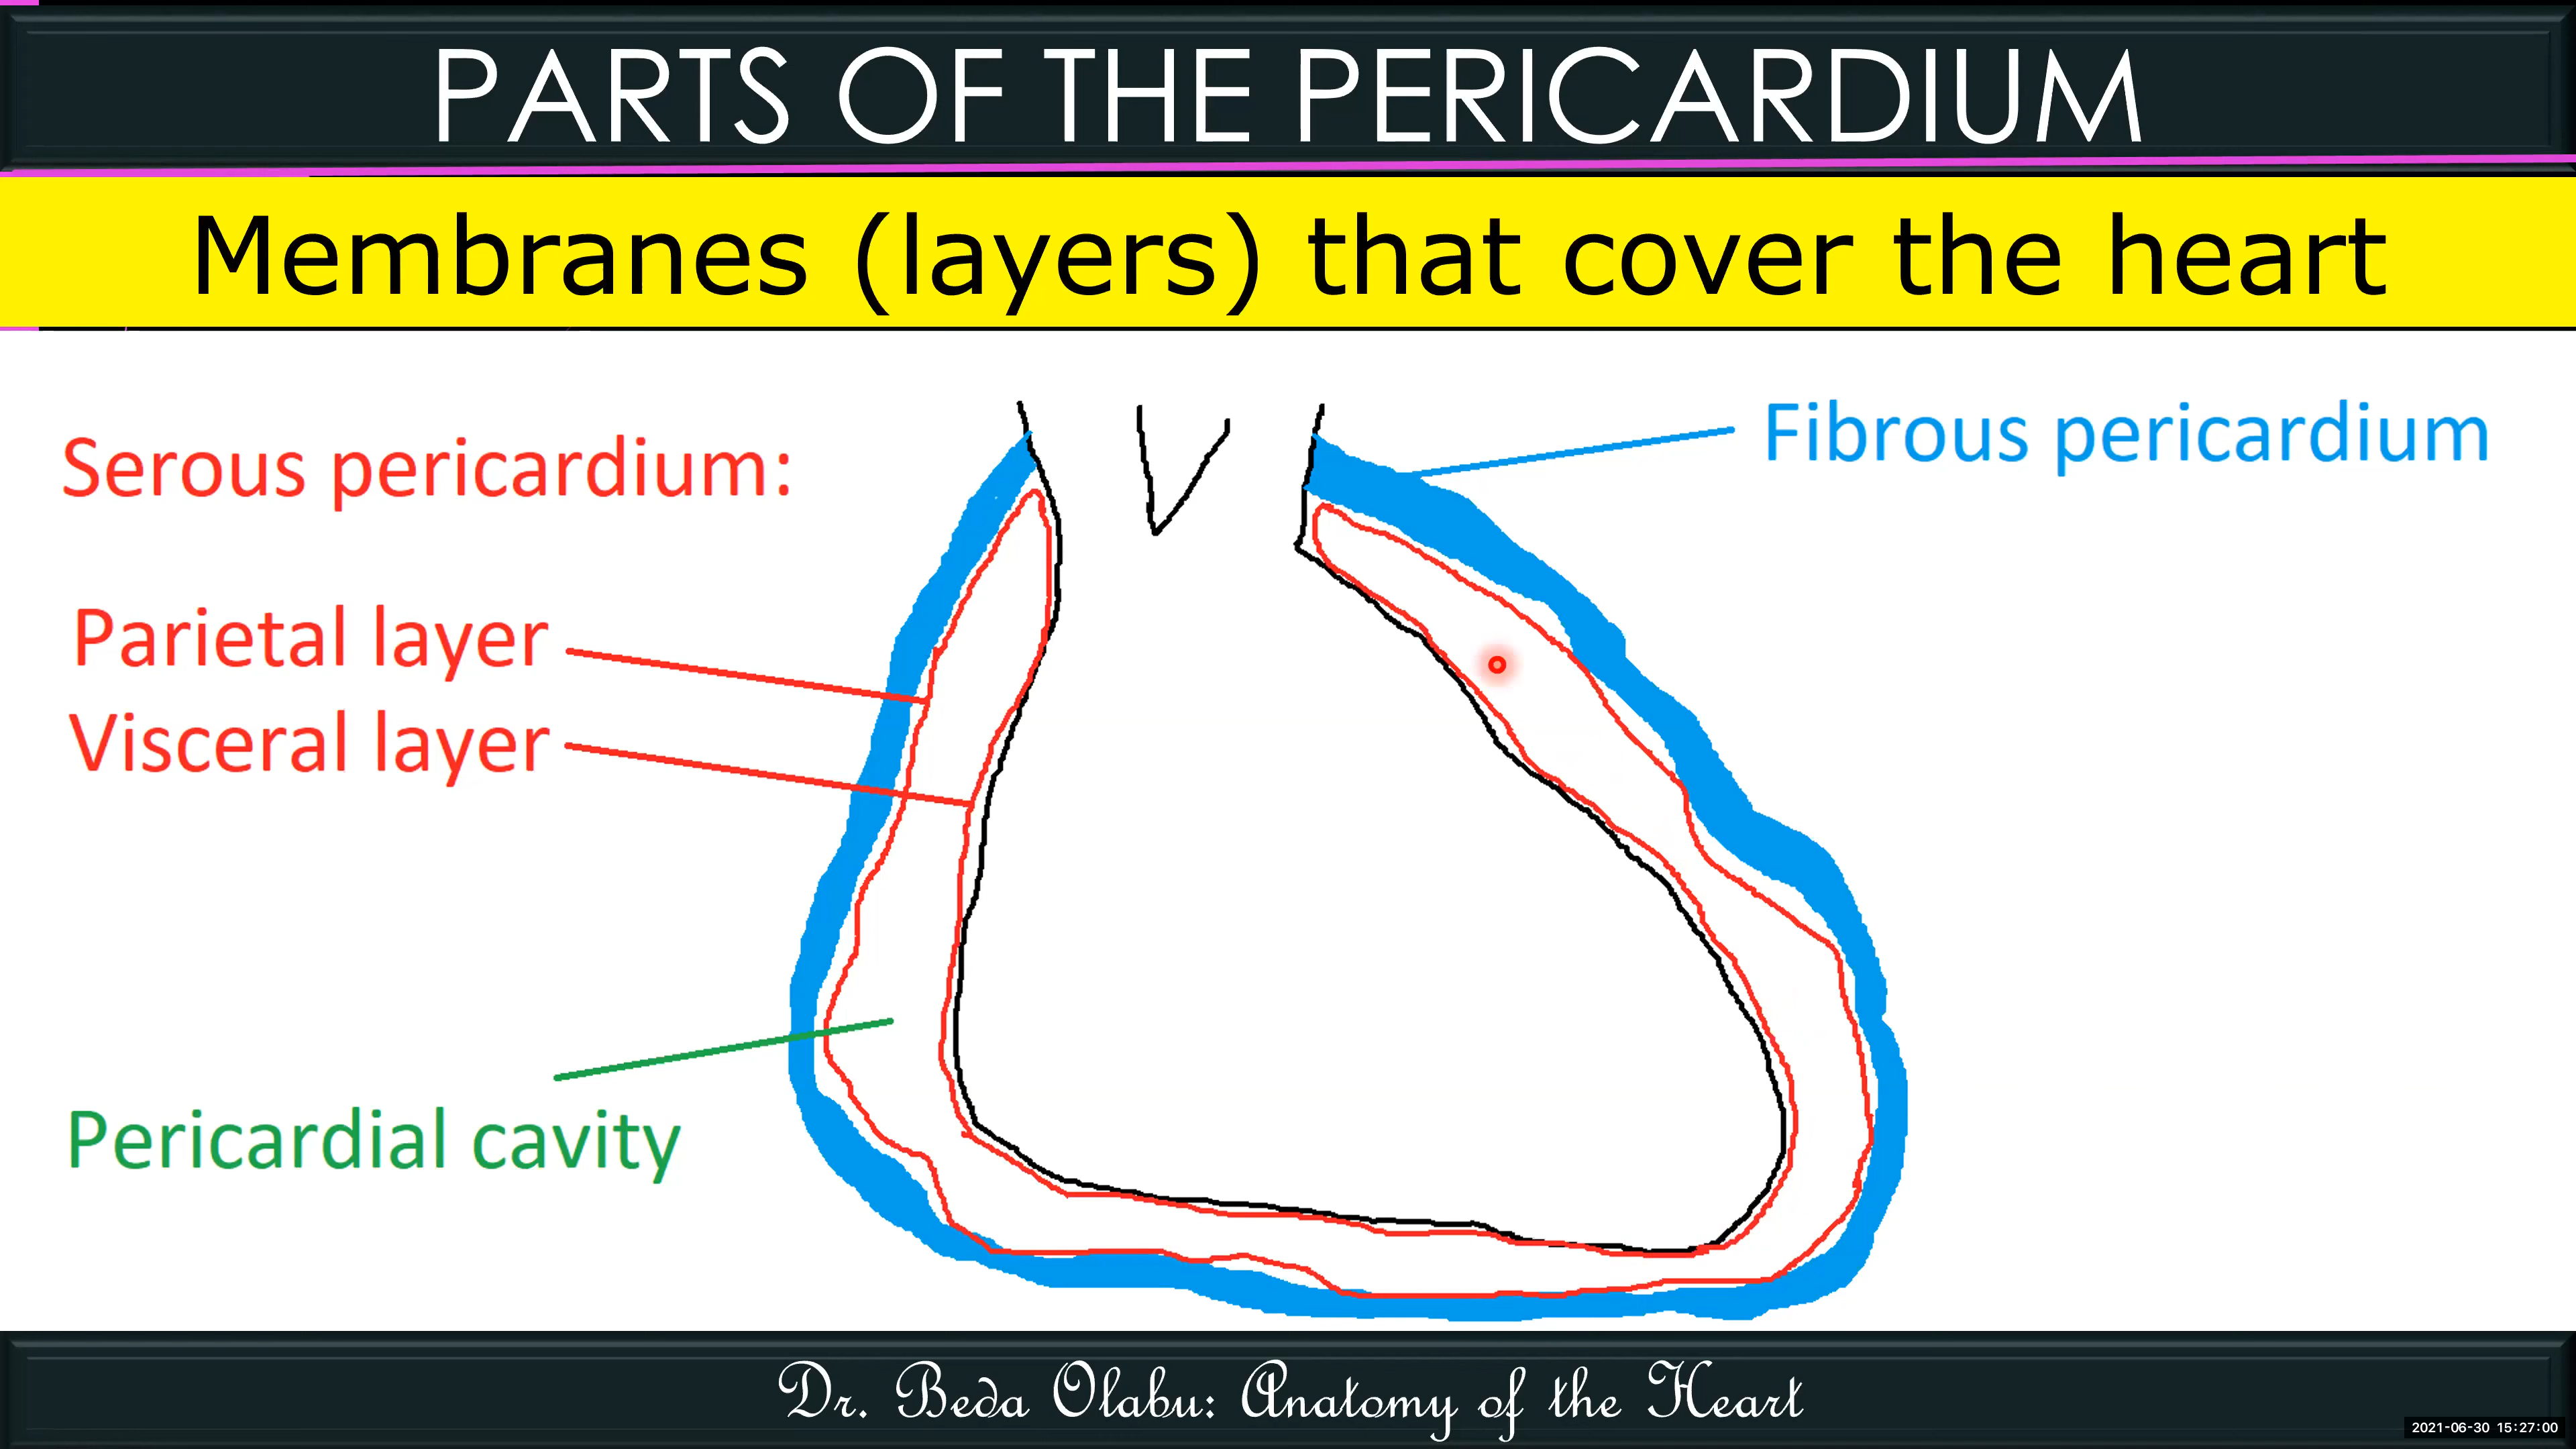 PARTS OF THE PERICARDIUM
Membranes (layers) that cover the heart
Serous pericardium:
Fibrous pericardium
Parietal layer
Visceral layer
Pericardial cavity
Dr. Beda Olabu: Anatomy of the Heart
2021-06-30 15:27:00